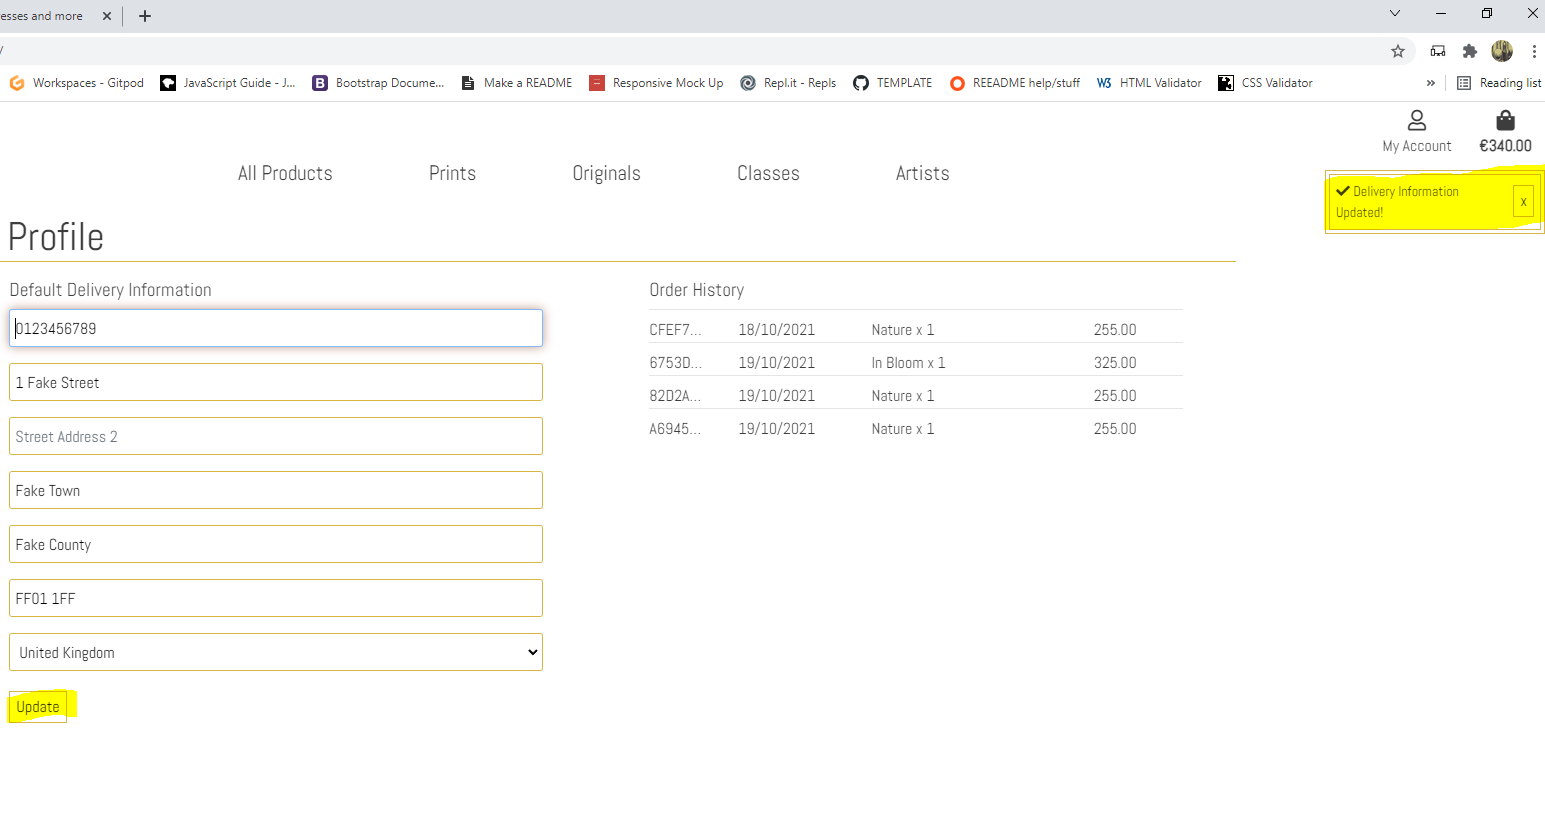 esses and more
/
Workspaces - Gitpod JavaScript Guide - J... Bootstrap Docume... Make a README Responsive Mock Up Repl.it - Repls TEMPLATE REEADME help/stuff W3 HTML Validator CSS Validator » Reading list
My Account €340.00
All Products Prints Originals Classes Artists
Delivery Information
Updated!
x
Profile
Default Delivery Information
0123456789
1 Fake Street
Street Address 2
Fake Town
Fake County
FF01 1FF
United Kingdom
Update
Order History
CFEF7... 18/10/2021 Nature x 1 255.00
6753D... 19/10/2021 In Bloom x 1 325.00
82D2A... 19/10/2021 Nature x 1 255.00
A6945... 19/10/2021 Nature x 1 255.00